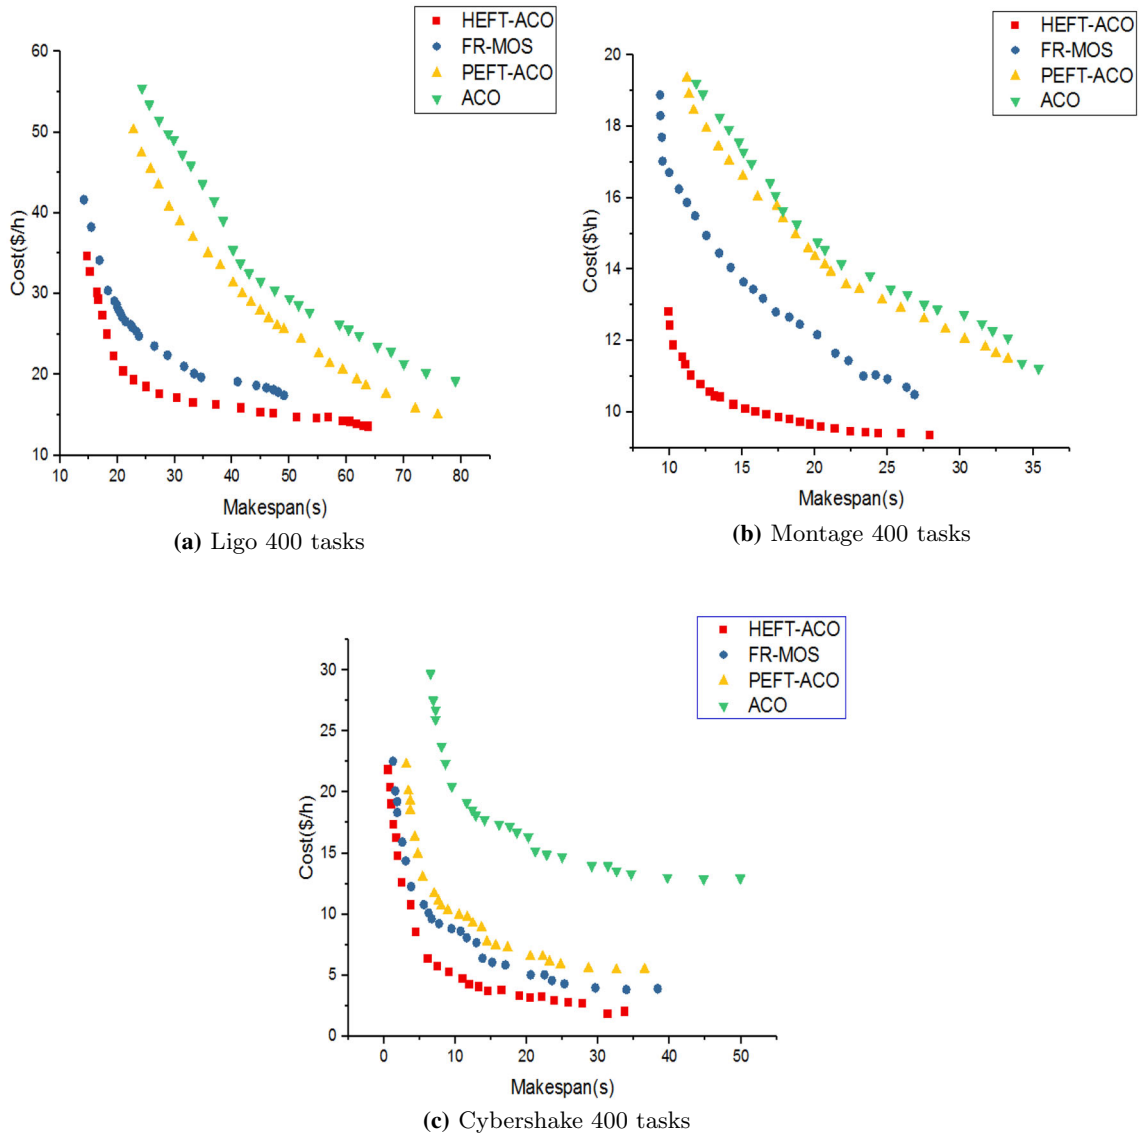 HEFT-ACO
FR-MOS
PEFT-ACO
ACO
60
50
40
30
20
10
Cost($/h)
10 20 30 40 50 60 70 80
Makespan(s)
(a) Ligo 400 tasks
HEFT-ACO
FR-MOS
PEFT-ACO
ACO
20
18
16
14
12
10
Cost($\h)
10 15 20 25 30 35
Makespan(s)
(b) Montage 400 tasks
HEFT-ACO
FR-MOS
PEFT-ACO
ACO
30
25
20
15
10
5
0
Cost($/h)
0 10 20 30 40 50
Makespan(s)
(c) Cybershake 400 tasks